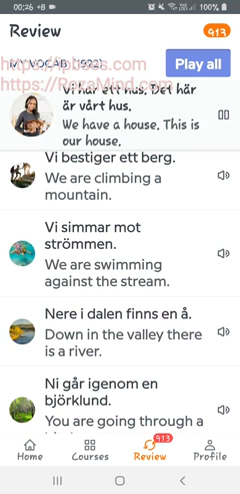 00:26 +B
100%
Review
913
MY VOCAB (1922)
Play all
Vi har ett hus. Det här
är vårt hus.
We have a house. This is
our house.
Vi bestiger ett berg.
We are climbing a
mountain.
Vi simmar mot
strömmen.
We are swimming
against the stream.
Nere i dalen finns en å.
Down in the valley there
is a river.
Ni går igenom en
björklund.
You are going through a
Home
Courses
913
Review
Profile